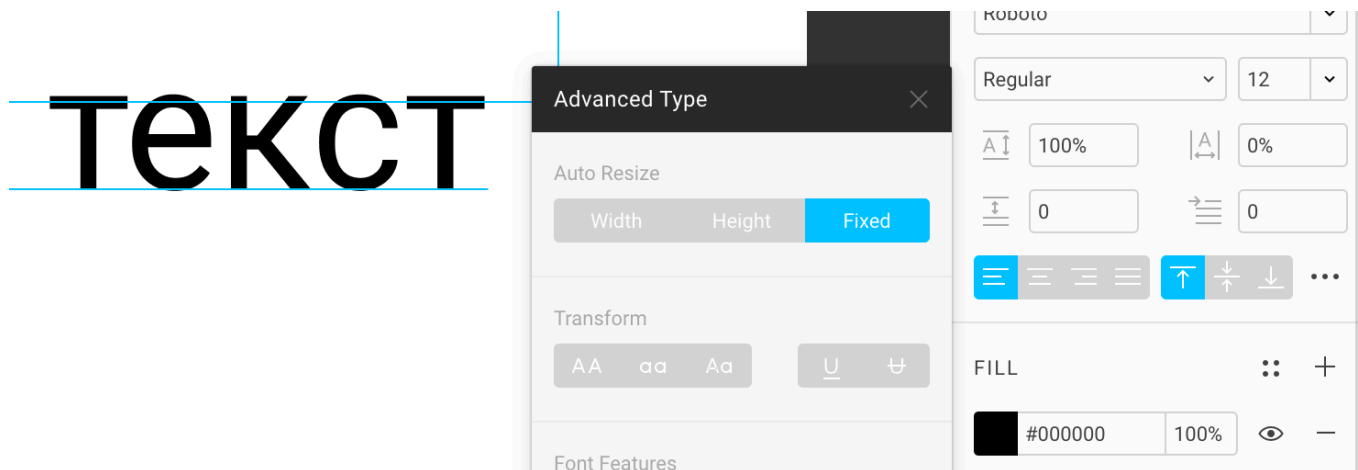 текст
Advanced Type
Auto Resize
Width Height Fixed
Transform
AA aa Aa U U
Font Features
Roboto
Regular 12
A 100% A 0%
0 0
FILL
#000000 100%